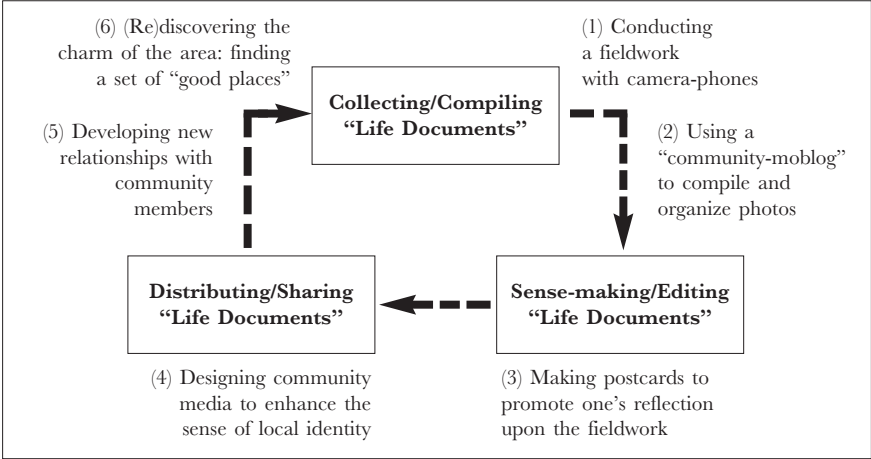 (6) (Re)discovering the
charm of the area: finding
a set of “good places”
(1) Conducting
a fieldwork
with camera-phones
Collecting/Compiling
“Life Documents”
(5) Developing new
relationships with
community
members
(2) Using a
“community-moblog”
to compile and
organize photos
Distributing/Sharing
“Life Documents”
Sense-making/Editing
“Life Documents”
(4) Designing community
media to enhance the
sense of local identity
(3) Making postcards to
promote one’s reflection
upon the fieldwork